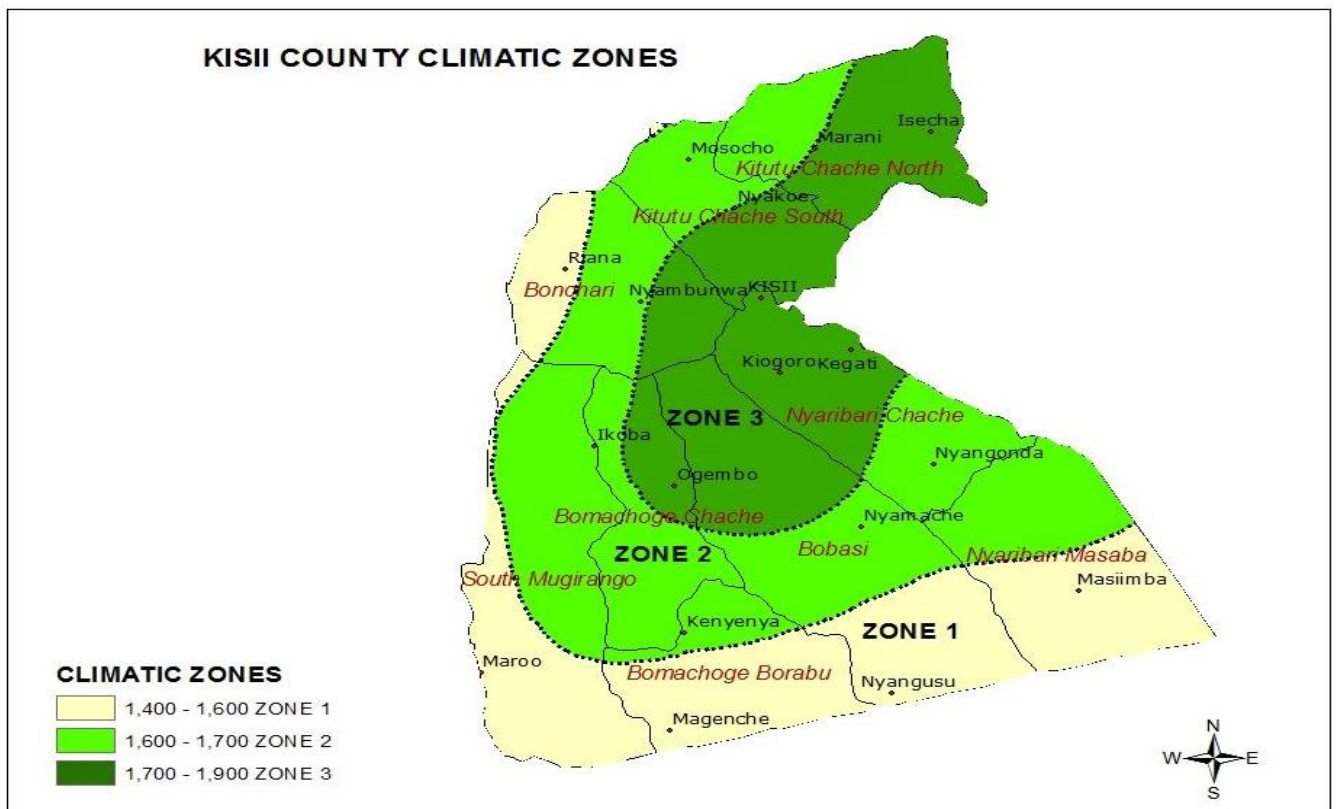 KISII COUNTY CLIMATIC ZONES
Isecha
Marani
Mosocho
Kitutu Chache North
Nyakoe
Kitutu Chache South
Riana
Bonchari
Nyambunwa
KISII
Kiogoro
Kegati
ZONE 3
Nyaribari Chache
Ikoba
Nyangonda
Ogembo
Bomachoge Chache
Nyamache
ZONE 2
Bobasi
Nyaribari Masaba
South Mugirango
Masiimba
Kenyenya
ZONE 1
Maroo
Bomachoge Borabu
Nyangusu
Magenche
CLIMATIC ZONES
1,400 - 1,600 ZONE 1
1,600 - 1,700 ZONE 2
1,700 - 1,900 ZONE 3
N
W E
S